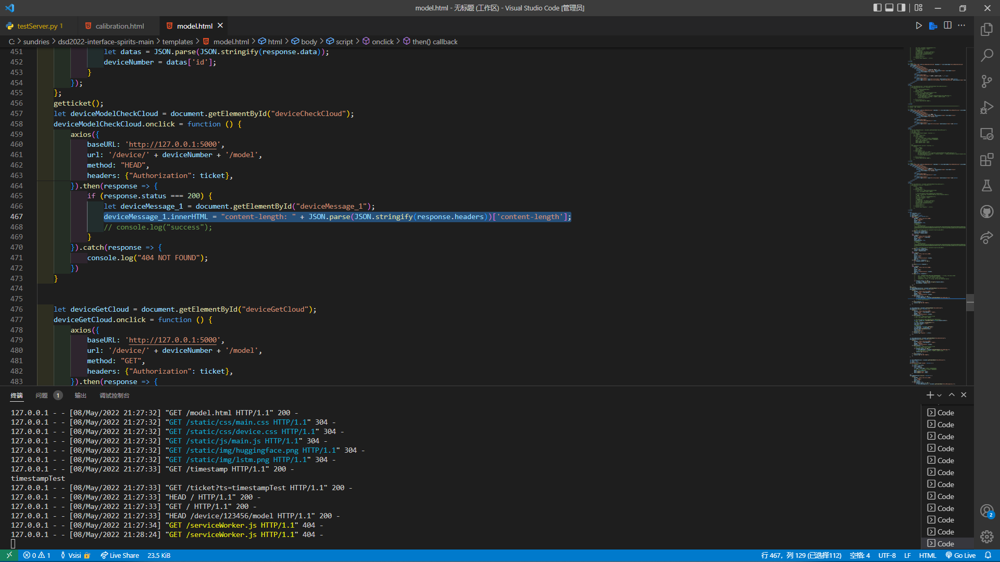 model.html - 无标题 (工作区) - Visual Studio Code [管理员]
testServer.py 1
calibration.html
model.html
C: > sundries > dsd2022-interface-spirits-main > templates > model.html > html > body > script > onclick > then() callback
451 let datas = JSON.parse(JSON.stringify(response.data));
452 deviceNumber = datas['id'];
453 }
454 });
455 };
456 getticket();
457 let deviceModelCheckCloud = document.getElementById("deviceCheckCloud");
458 deviceModelCheckCloud.onclick = function () {
459 axios({
460 baseURL: 'http://127.0.0.1:5000',
461 url: '/device/' + deviceNumber + '/model',
462 method: "HEAD",
463 headers: {"Authorization": ticket},
464 }).then(response => {
465 if (response.status === 200) {
466 let deviceMessage_1 = document.getElementById("deviceMessage_1");
467 deviceMessage_1.innerHTML = "content-length: " + JSON.parse(JSON.stringify(response.headers))['content-length'];
468 // console.log("success");
469 }
470 }).catch(response => {
471 console.log("404 NOT FOUND");
472 })
473 }
474
475
476 let deviceGetCloud = document.getElementById("deviceGetCloud");
477 deviceGetCloud.onclick = function () {
478 axios({
479 baseURL: 'http://127.0.0.1:5000',
480 url: '/device/' + deviceNumber + '/model',
481 method: "GET",
482 headers: {"Authorization": ticket},
483 }).then(response => {
终端 问题 1 输出 调试控制台
127.0.0.1 - - [08/May/2022 21:27:32] "GET /model.html HTTP/1.1" 200 -
127.0.0.1 - - [08/May/2022 21:27:32] "GET /static/css/main.css HTTP/1.1" 304 -
127.0.0.1 - - [08/May/2022 21:27:32] "GET /static/css/device.css HTTP/1.1" 304 -
127.0.0.1 - - [08/May/2022 21:27:32] "GET /static/js/main.js HTTP/1.1" 304 -
127.0.0.1 - - [08/May/2022 21:27:32] "GET /static/img/huggingface.png HTTP/1.1" 304 -
127.0.0.1 - - [08/May/2022 21:27:32] "GET /static/img/lstm.png HTTP/1.1" 304 -
127.0.0.1 - - [08/May/2022 21:27:33] "GET /timestamp HTTP/1.1" 200 -
timestampTest
127.0.0.1 - - [08/May/2022 21:27:33] "GET /ticket?ts=timestampTest HTTP/1.1" 200 -
127.0.0.1 - - [08/May/2022 21:27:33] "HEAD / HTTP/1.1" 200 -
127.0.0.1 - - [08/May/2022 21:27:33] "GET / HTTP/1.1" 200 -
127.0.0.1 - - [08/May/2022 21:27:33] "HEAD /device/123456/model HTTP/1.1" 200 -
127.0.0.1 - - [08/May/2022 21:27:34] "GET /serviceWorker.js HTTP/1.1" 404 -
127.0.0.1 - - [08/May/2022 21:28:24] "GET /serviceWorker.js HTTP/1.1" 404 -
Code
Code
Code
Code
Code
Code
Code
Code
Code
Code
Code
Code
2
0 1 Vsisi Live Share 23.5 KiB
行 467，列 129 (已选择112) 空格: 4 UTF-8 LF HTML Go Live